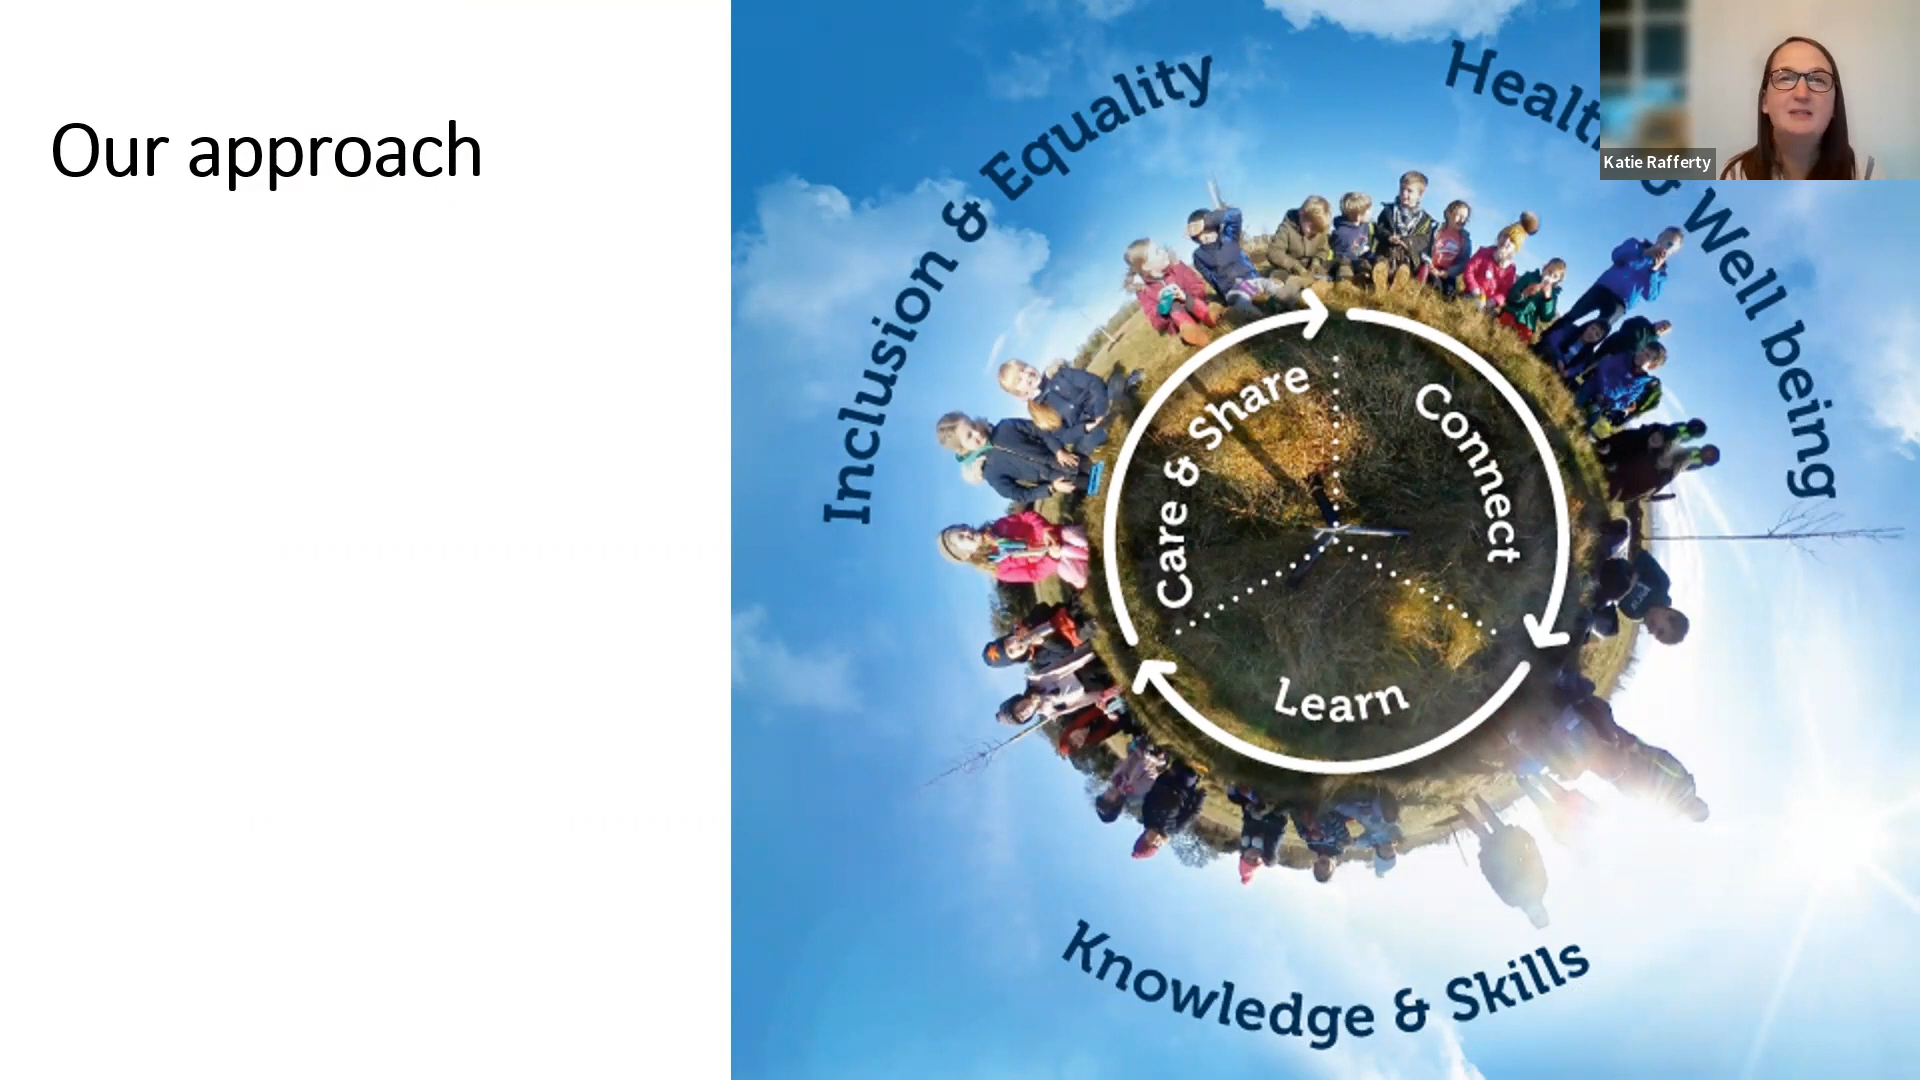 Our approach
Inclusion & Equality
Health & Well being
Katie Rafferty
Care & Share
Connect
Learn
Knowledge & Skills